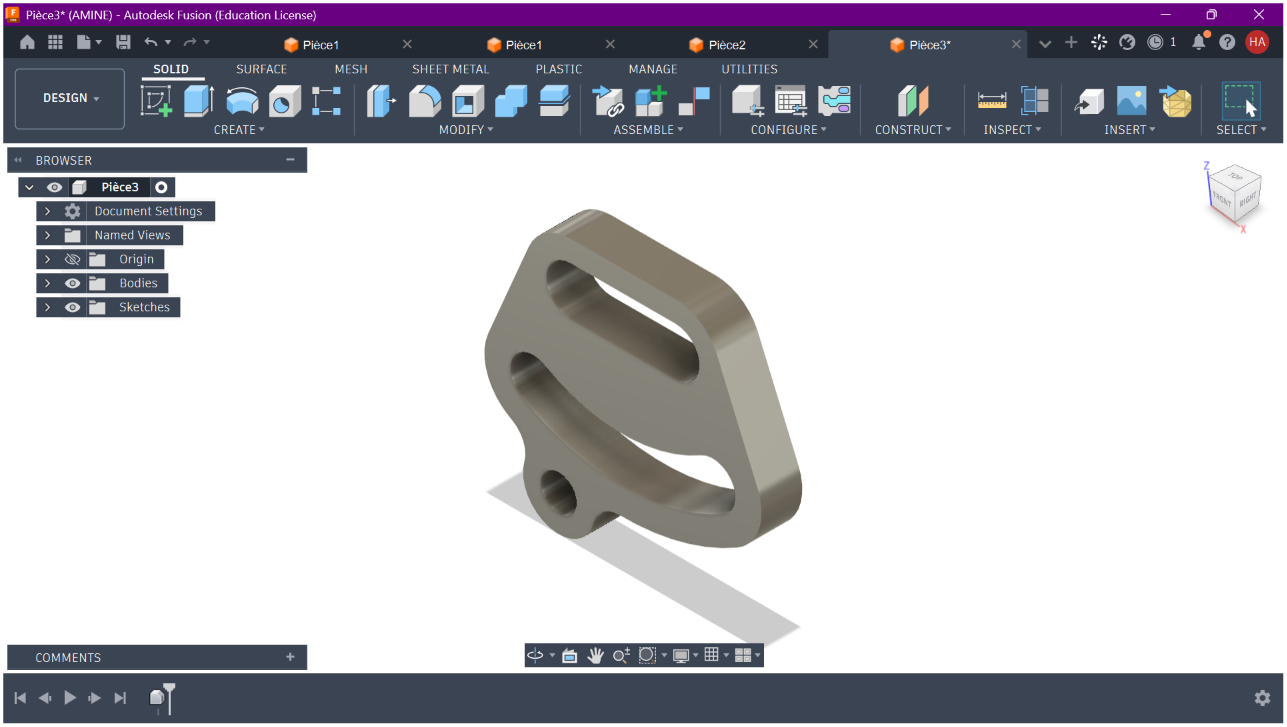 Pièce3* (AMINE) - Autodesk Fusion (Education License)
Pièce1 Pièce1 Pièce2 Pièce3* 1 HA
SOLID SURFACE MESH SHEET METAL PLASTIC MANAGE UTILITIES
DESIGN
CREATE MODIFY ASSEMBLE CONFIGURE CONSTRUCT INSPECT INSERT SELECT
BROWSER
Pièce3
Document Settings
Named Views
Origin
Bodies
Sketches
Z
TOP
FRONT RIGHT
X
COMMENTS